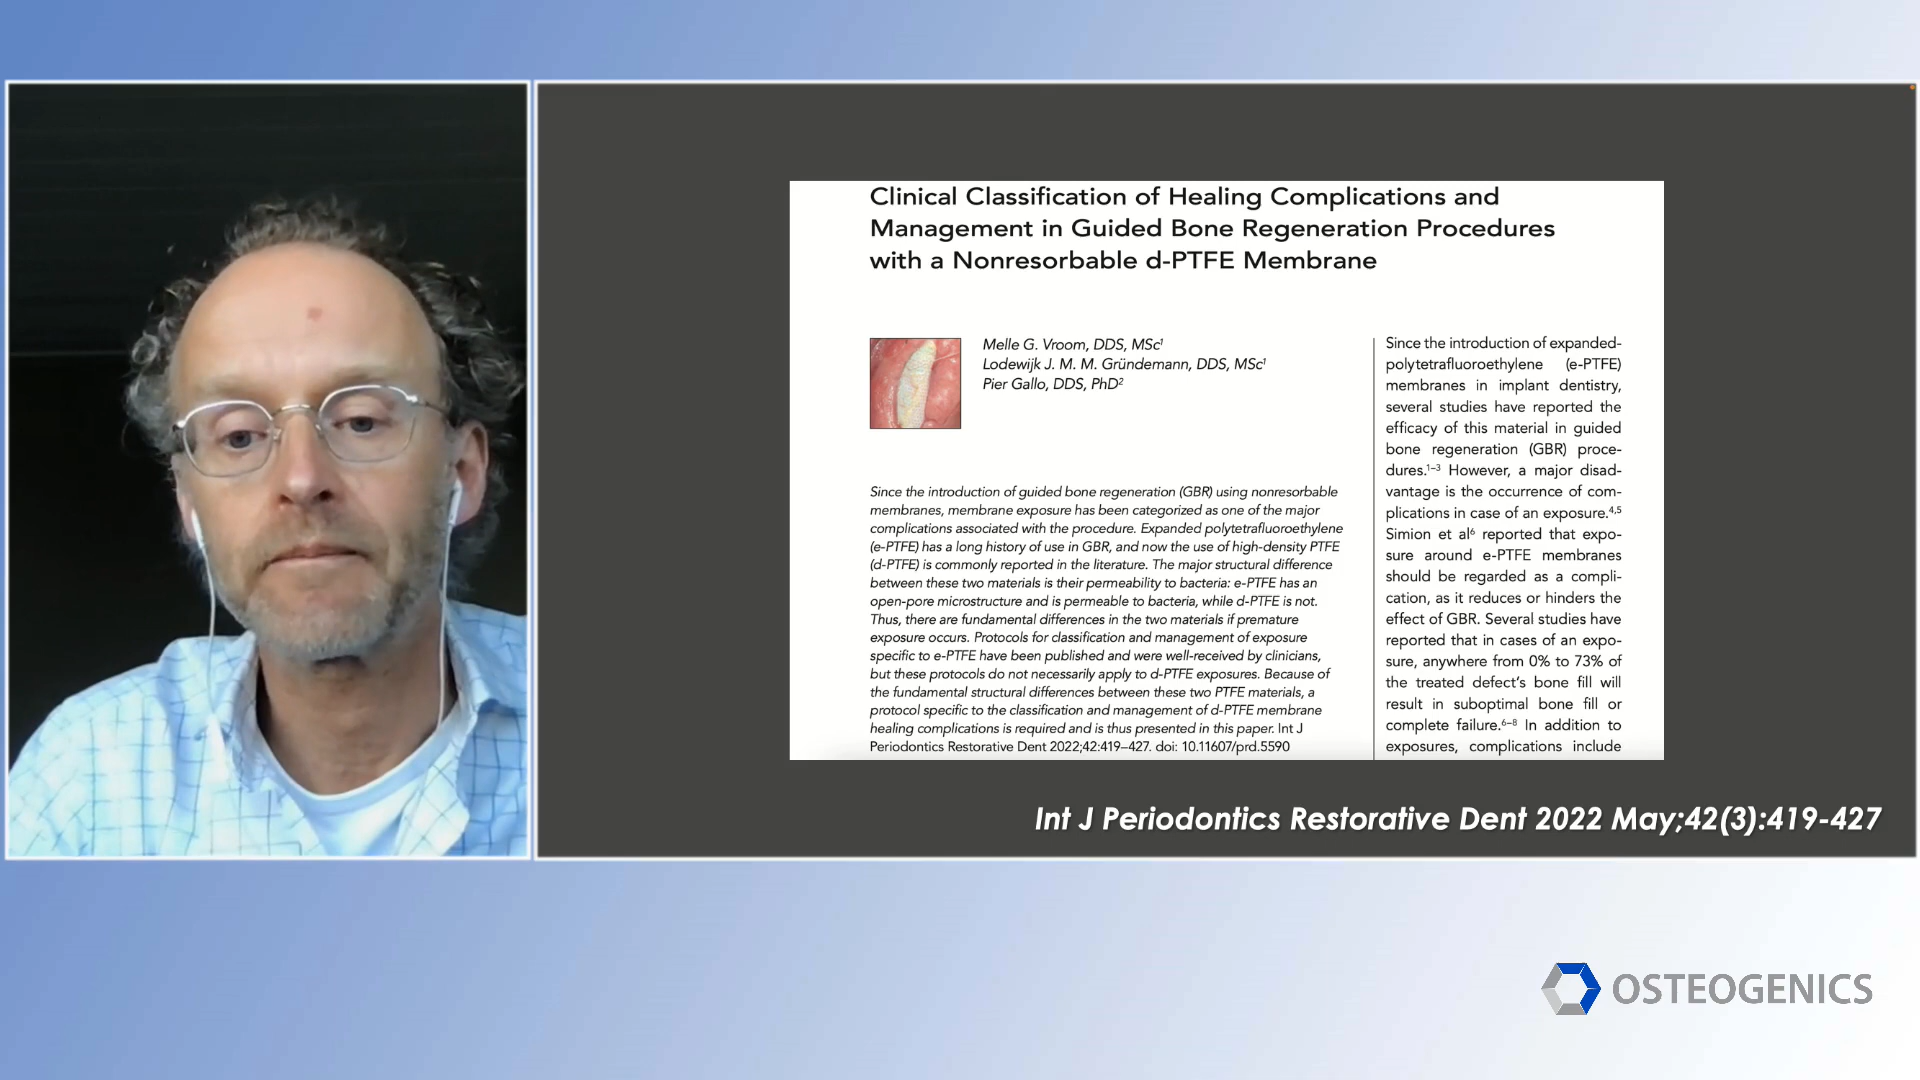 Clinical Classification of Healing Complications and
Management in Guided Bone Regeneration Procedures
with a Nonresorbable d-PTFE Membrane
Melle G. Vroom, DDS, MSc¹
Lodewijk J. M. M. Gründemann, DDS, MSc¹
Pier Gallo, DDS, PhD²
Since the introduction of guided bone regeneration (GBR) using nonresorbable
membranes, membrane exposure has been categorized as one of the major
complications associated with the procedure. Expanded polytetrafluoroethylene
(e-PTFE) has a long history of use in GBR, and now the use of high-density PTFE
(d-PTFE) is commonly reported in the literature. The major structural difference
between these two materials is their permeability to bacteria: e-PTFE has an
open-pore microstructure and is permeable to bacteria, while d-PTFE is not.
Thus, there are fundamental differences in the two materials if premature
exposure occurs. Protocols for classification and management of exposure
specific to e-PTFE have been published and were well-received by clinicians,
but these protocols do not necessarily apply to d-PTFE exposures. Because of
the fundamental structural differences between these two PTFE materials, a
protocol specific to the classification and management of d-PTFE membrane
healing complications is required and is thus presented in this paper. Int J
Periodontics Restorative Dent 2022;42:419–427. doi: 10.11607/prd.5590
Since the introduction of expanded-
polytetrafluoroethylene (e-PTFE)
membranes in implant dentistry,
several studies have reported the
efficacy of this material in guided
bone regeneration (GBR) proce-
dures.¹⁻³ However, a major disad-
vantage is the occurrence of com-
plications in case of an exposure.⁴,⁵
Simion et al⁶ reported that expo-
sure around e-PTFE membranes
should be regarded as a compli-
cation, as it reduces or hinders the
effect of GBR. Several studies have
reported that in cases of an expo-
sure, anywhere from 0% to 73% of
the treated defect's bone fill will
result in suboptimal bone fill or
complete failure.⁶⁻⁸ In addition to
exposures, complications include
Int J Periodontics Restorative Dent 2022 May;42(3):419-427
OSTEOGENICS